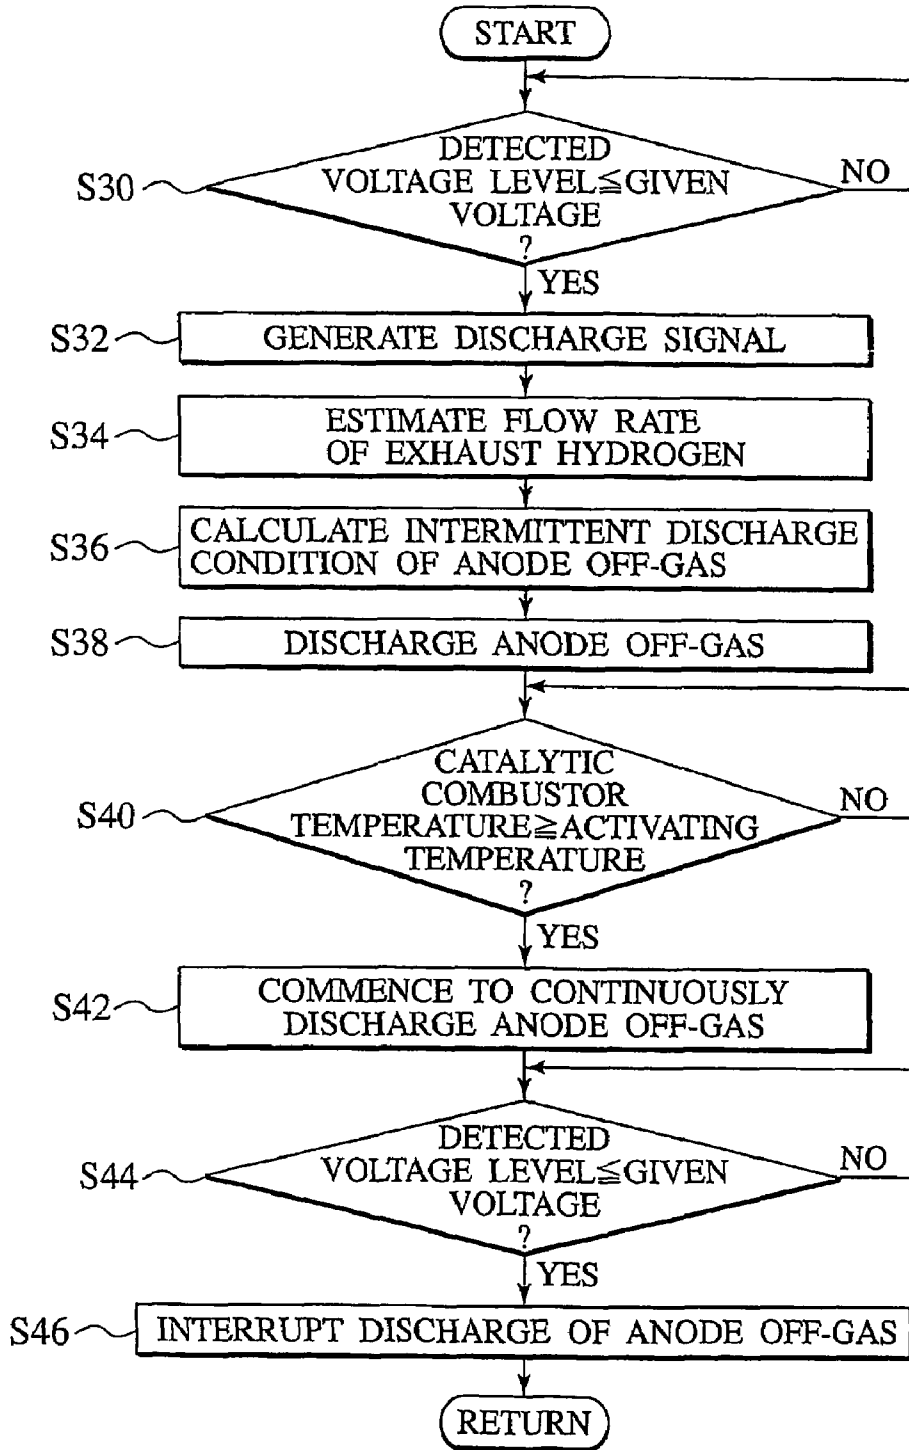 START
DETECTED
VOLTAGE LEVEL≦GIVEN
VOLTAGE
?
S30
NO
YES
S32
GENERATE DISCHARGE SIGNAL
S34
ESTIMATE FLOW RATE
OF EXHAUST HYDROGEN
S36
CALCULATE INTERMITTENT DISCHARGE
CONDITION OF ANODE OFF-GAS
S38
DISCHARGE ANODE OFF-GAS
CATALYTIC
COMBUSTOR
TEMPERATURE≧ACTIVATING
TEMPERATURE
?
S40
NO
YES
S42
COMMENCE TO CONTINUOUSLY
DISCHARGE ANODE OFF-GAS
DETECTED
VOLTAGE LEVEL≦GIVEN
VOLTAGE
?
S44
NO
YES
S46
INTERRUPT DISCHARGE OF ANODE OFF-GAS
RETURN